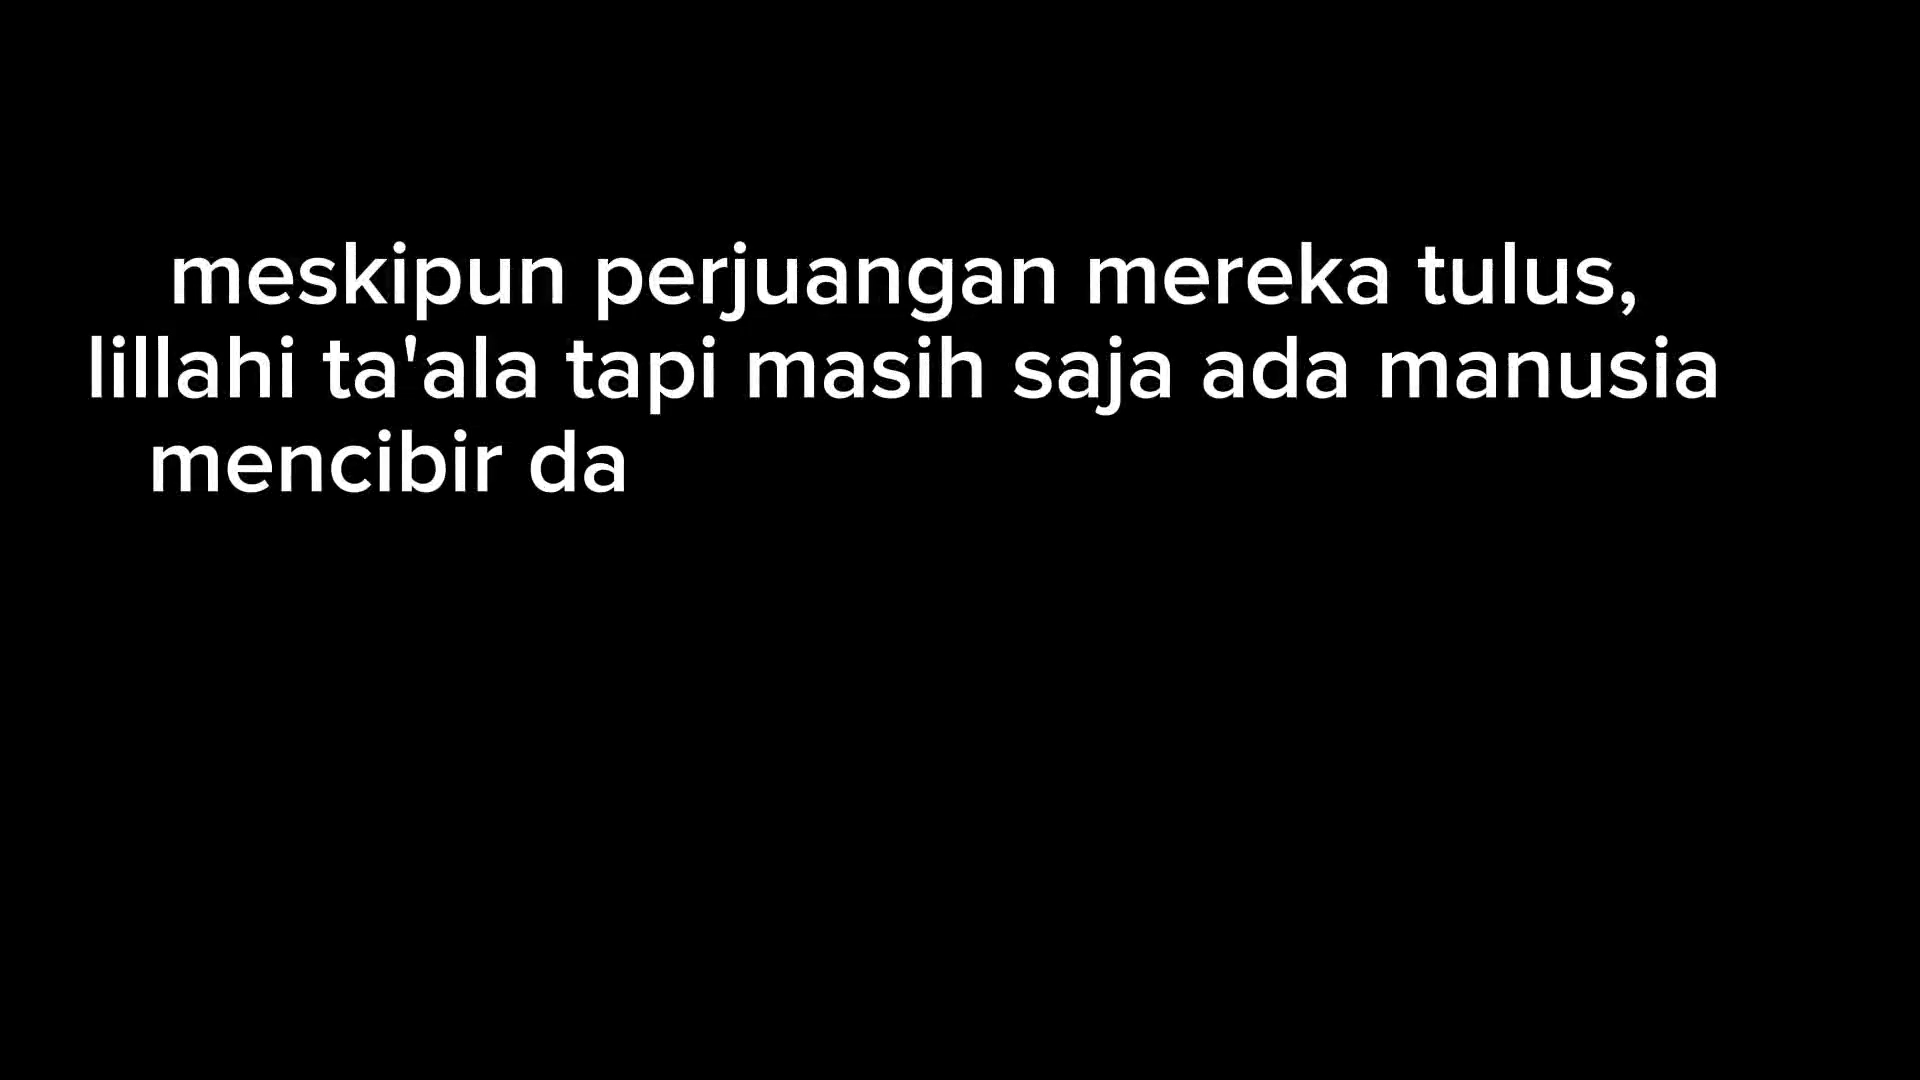 meskipun perjuangan mereka tulus,
lillahi ta'ala tapi masih saja ada manusia
mencibir da